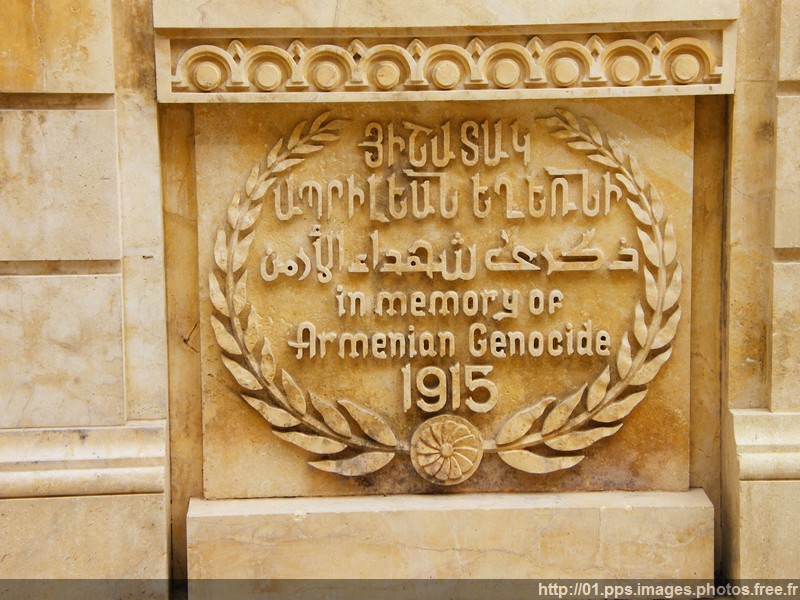 ՅԻՇԱՏԱԿ
ԱՊՐԻԼԵԱՆ ԵՂԵՌՆԻ
ذكرى شهداء الأرمن
in memory of
Armenian Genocide
1915
http://01.pps.images.photos.free.fr